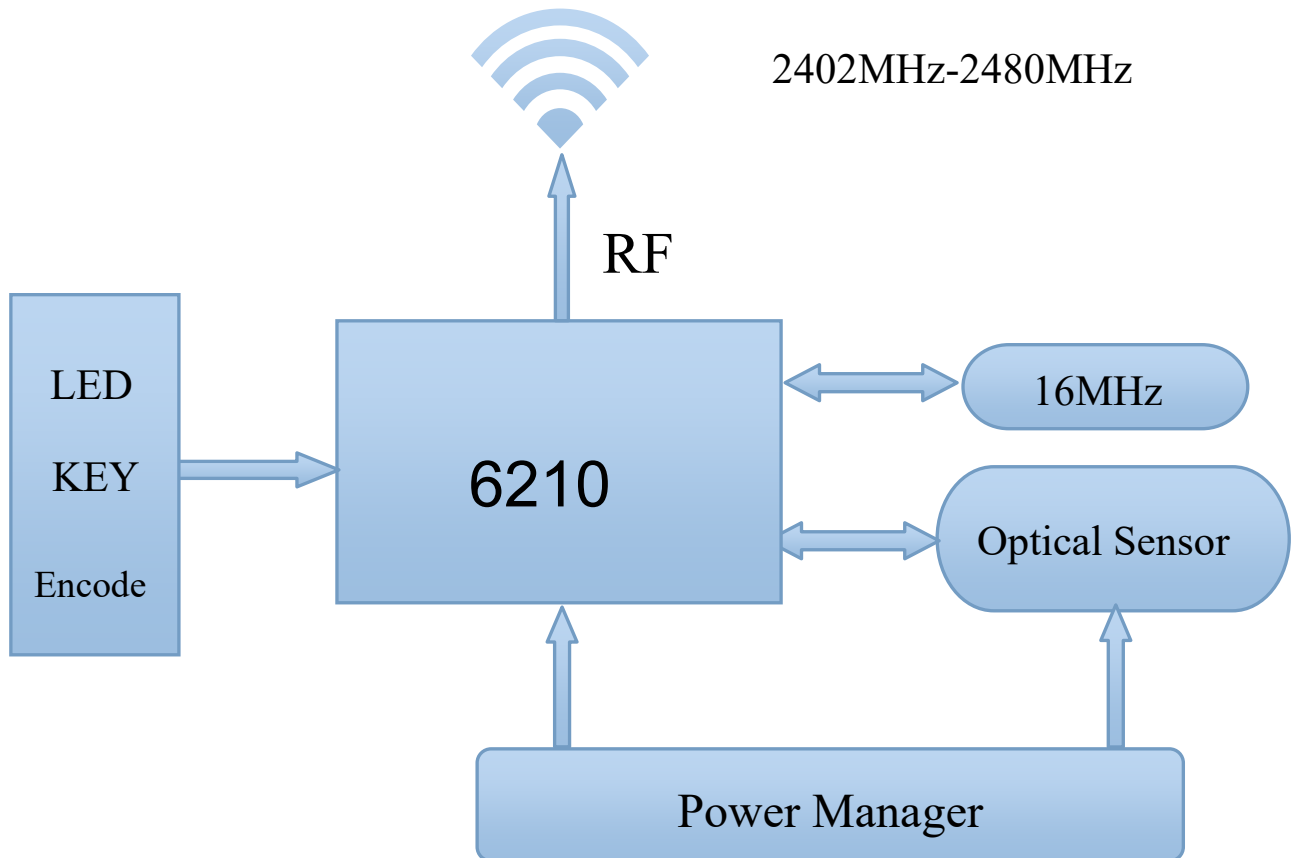 2402MHz-2480MHz
RF
LED
KEY
Encode
6210
16MHz
Optical Sensor
Power Manager